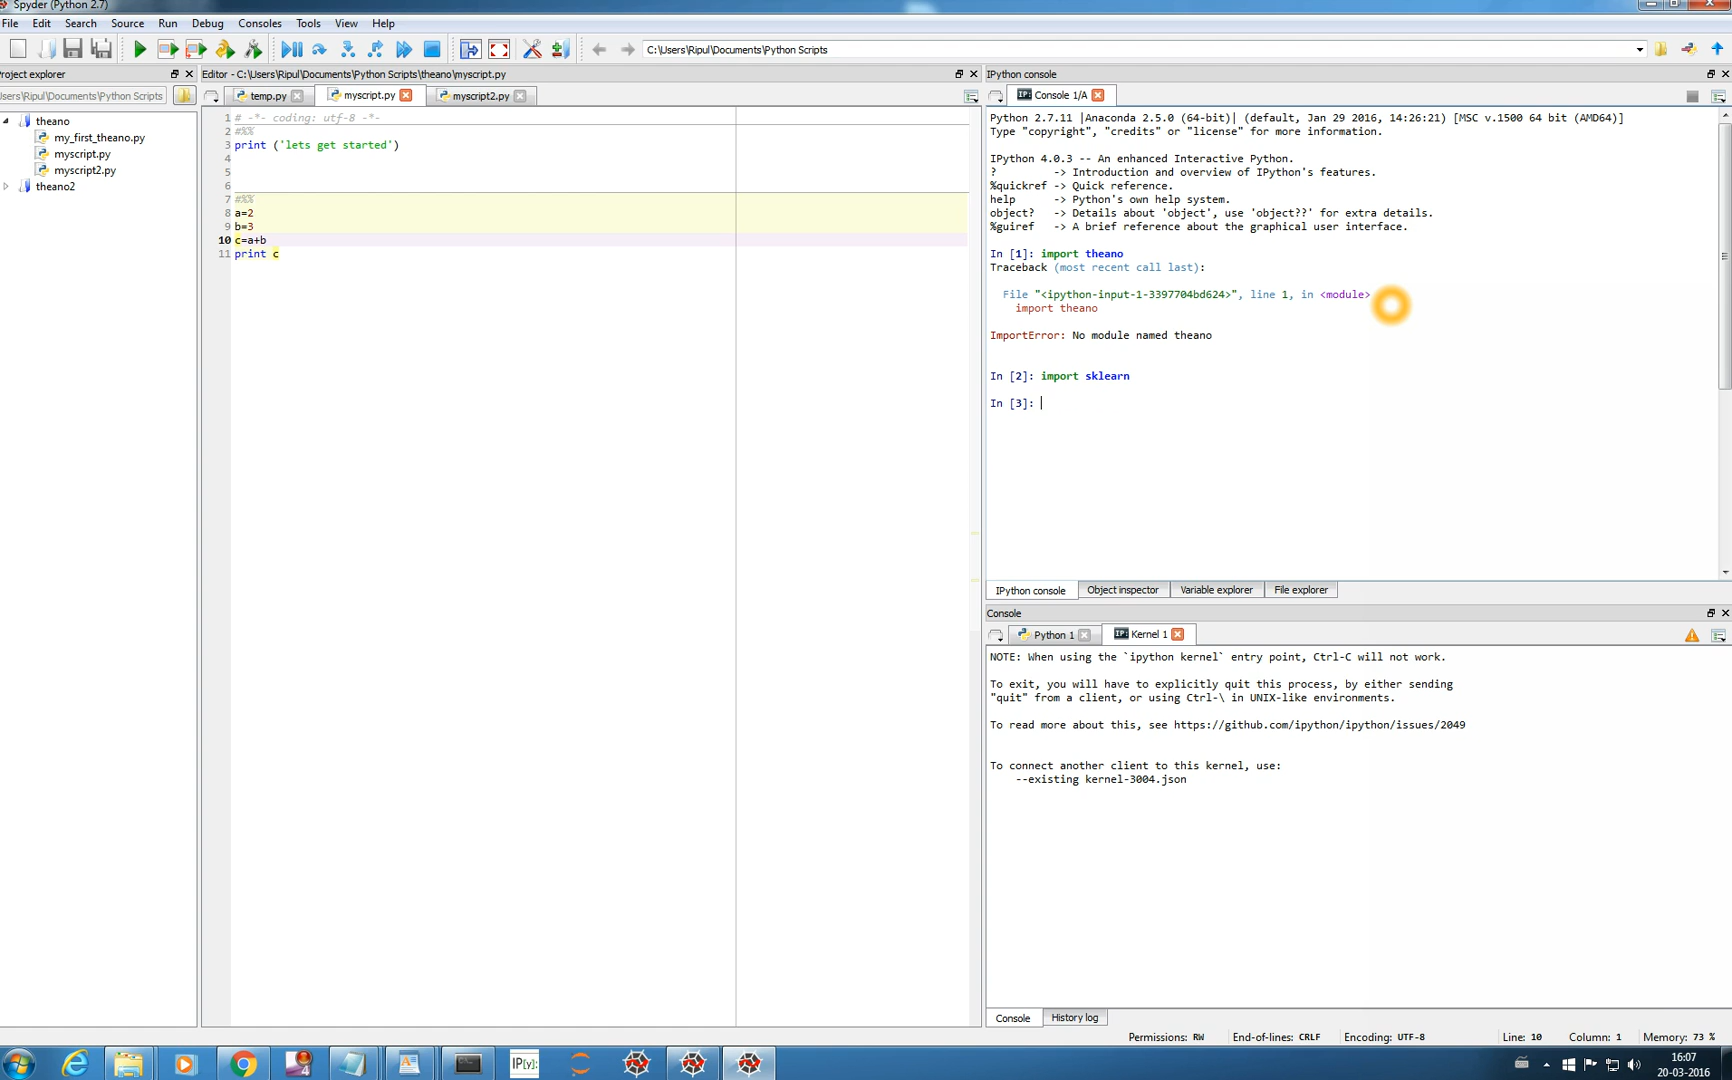 Spyder (Python 2.7)
File Edit Search Source Run Debug Consoles Tools View Help
C:\Users\Ripul\Documents\Python Scripts
roject explorer
sers\Ripul\Documents\Python Scripts
theano
my_first_theano.py
myscript.py
myscript2.py
theano2
Editor - C:\Users\Ripul\Documents\Python Scripts\theano\myscript.py
temp.py myscript.py myscript2.py
1 # -*- coding: utf-8 -*-
2 #%%
3 print ('lets get started')
4
5
6
7 #%%
8 a=2
9 b=3
10 c=a+b
11 print c
IPython console
IP: Console 1/A
Python 2.7.11 |Anaconda 2.5.0 (64-bit)| (default, Jan 29 2016, 14:26:21) [MSC v.1500 64 bit (AMD64)]
Type "copyright", "credits" or "license" for more information.
IPython 4.0.3 -- An enhanced Interactive Python.
? -> Introduction and overview of IPython's features.
%quickref -> Quick reference.
help -> Python's own help system.
object? -> Details about 'object', use 'object??' for extra details.
%guiref -> A brief reference about the graphical user interface.
In [1]: import theano
Traceback (most recent call last):
File "<ipython-input-1-3397704bd624>", line 1, in <module>
import theano
ImportError: No module named theano
In [2]: import sklearn
In [3]:
IPython console Object inspector Variable explorer File explorer
Console
Python 1 IP: Kernel 1
NOTE: When using the `ipython kernel` entry point, Ctrl-C will not work.
To exit, you will have to explicitly quit this process, by either sending
"quit" from a client, or using Ctrl-\ in UNIX-like environments.
To read more about this, see https://github.com/ipython/ipython/issues/2049
To connect another client to this kernel, use:
--existing kernel-3004.json
Console History log
Permissions: RW End-of-lines: CRLF Encoding: UTF-8 Line: 10 Column: 1 Memory: 73 %
IP[y]:
16:07
20-03-2016